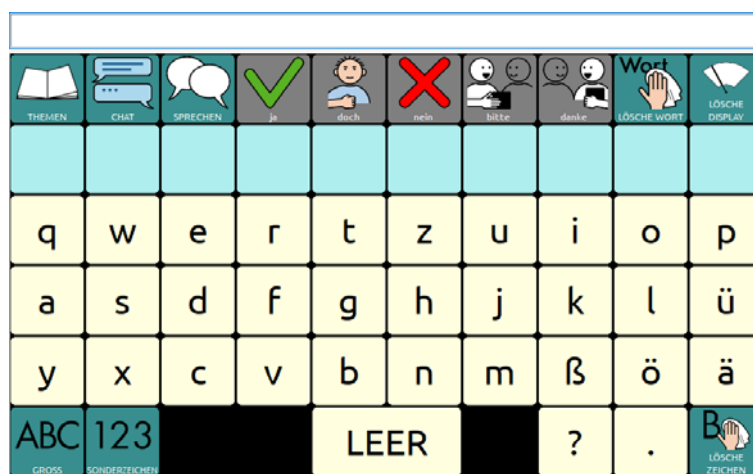 Wort
THEMEN CHAT SPRECHEN ja doch nein bitte danke LÖSCHE WORT LÖSCHE DISPLAY
q w e r t z u i o p
a s d f g h j k l ü
y x c v b n m ß ö ä
ABC 123 LEER ? . B
GROSS SONDERZEICHEN LÖSCHE ZEICHEN